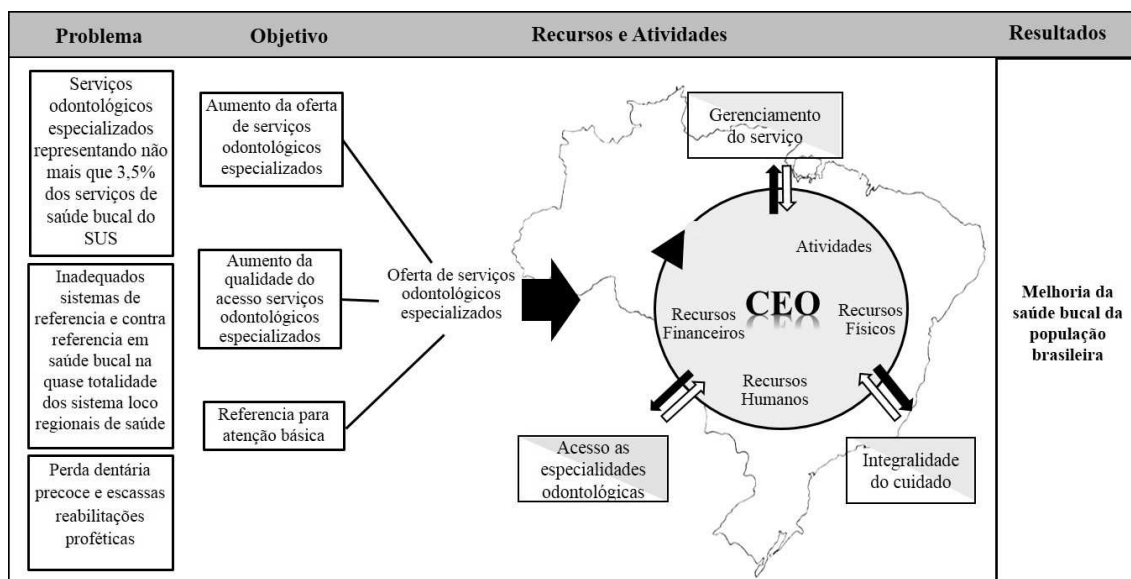 Problema
Objetivo
Recursos e Atividades
Resultados
Serviços
odontológicos
especializados
representando não
mais que 3,5%
dos serviços de
saúde bucal do
SUS
Inadequados
sistemas de
referencia e contra
referencia em
saúde bucal na
quase totalidade
dos sistema loco
regionais de saúde
Perda dentária
precoce e escassas
reabilitações
proféticas
Aumento da oferta
de serviços
odontológicos
especializados
Aumento da
qualidade do
acesso serviços
odontológicos
especializados
Referencia para
atenção básica
Oferta de serviços
odontológicos
especializados
Gerenciamento
do serviço
Atividades
CEO
Recursos
Financeiros
Recursos
Físicos
Recursos
Humanos
Acesso as
especialidades
odontológicas
Integralidade
do cuidado
Melhoria da
saúde bucal da
população
brasileira